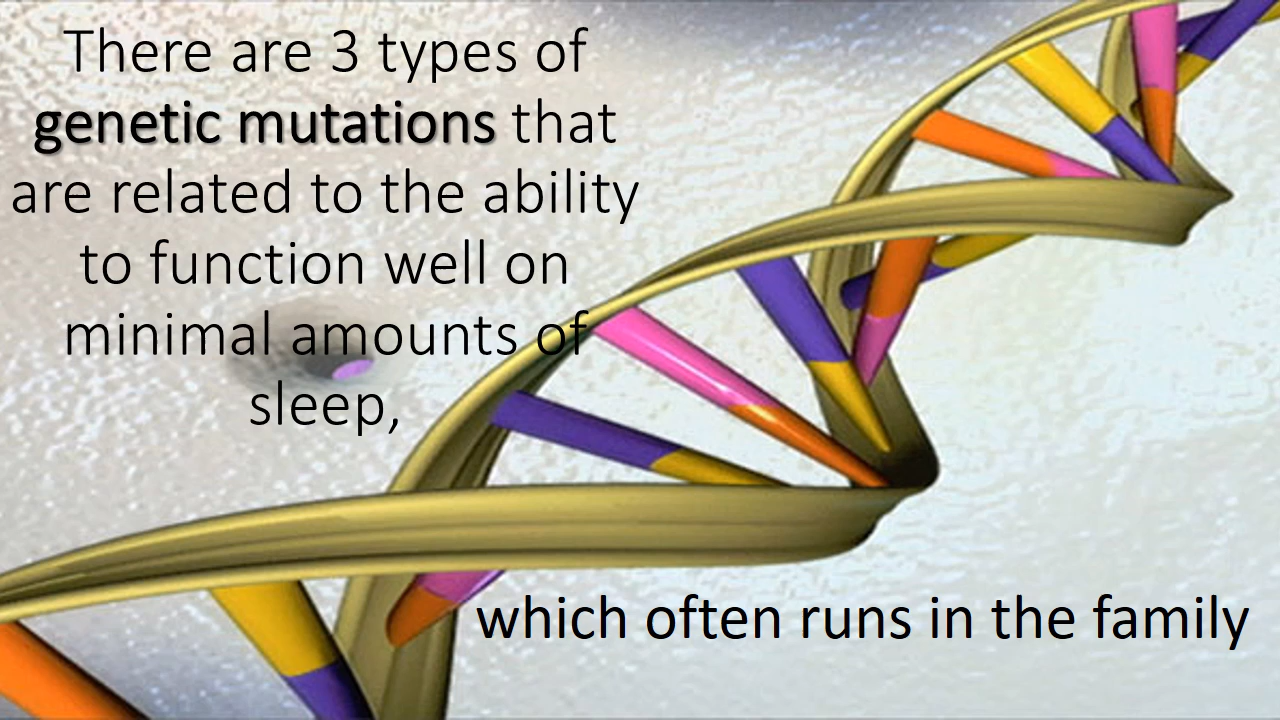 There are 3 types of
genetic mutations that
are related to the ability
to function well on
minimal amounts of
sleep,
which often runs in the family